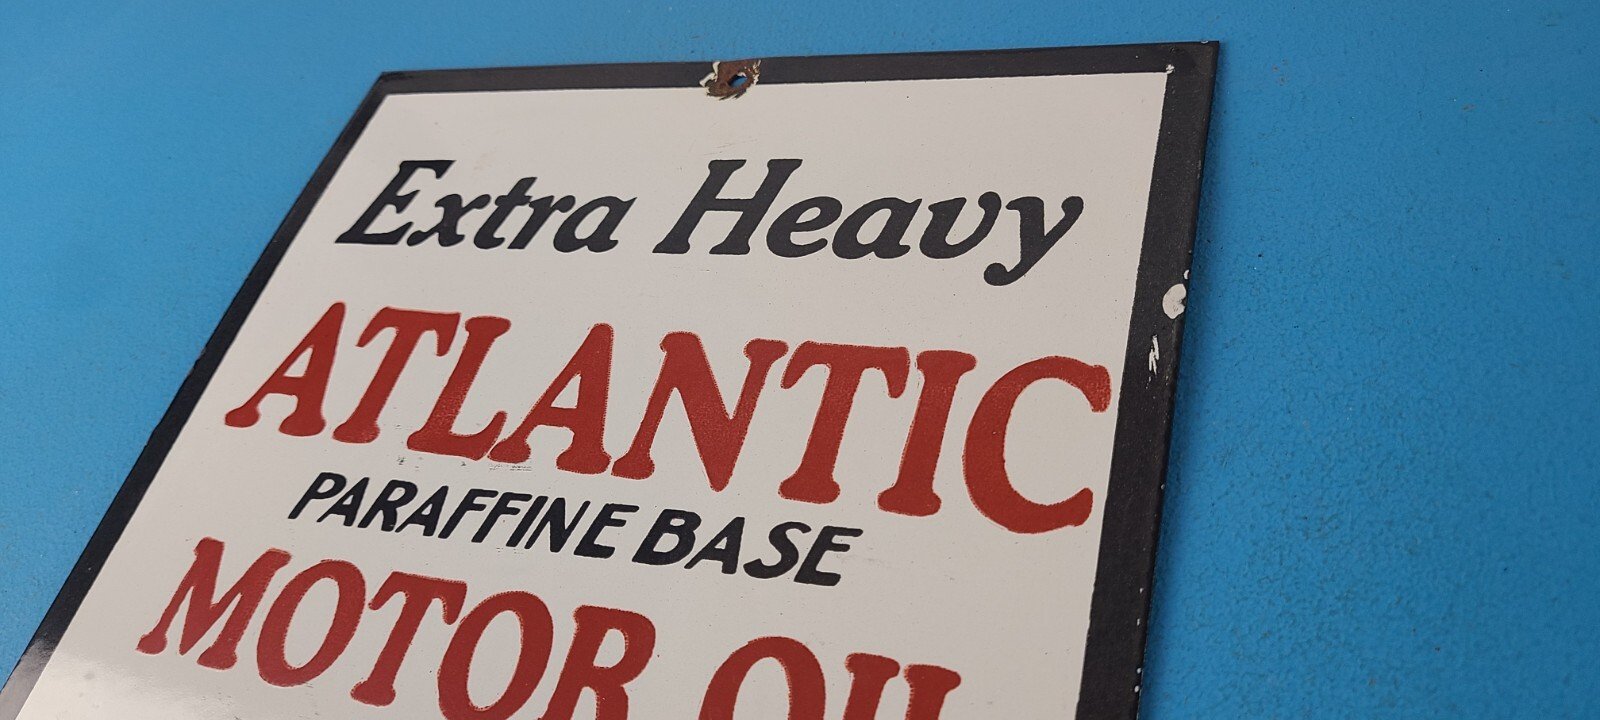 Extra Heavy
ATLANTIC
PARAFFINE BASE
MOTOR OIL